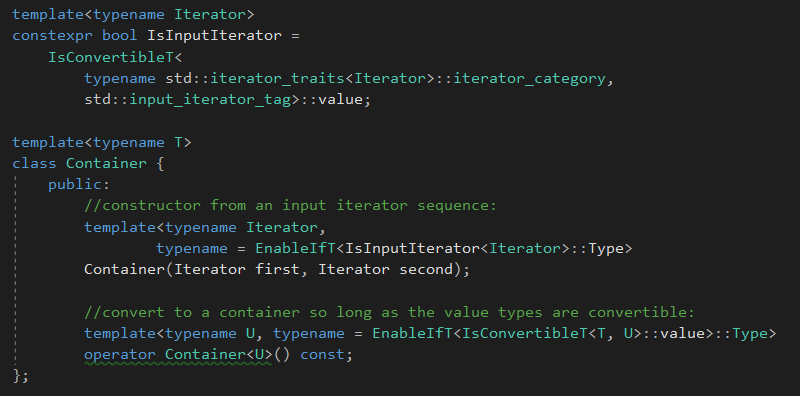 template<typename Iterator>
constexpr bool IsInputIterator =
    IsConvertibleT<
        typename std::iterator_traits<Iterator>::iterator_category,
        std::input_iterator_tag>::value;

template<typename T>
class Container {
    public:
        //constructor from an input iterator sequence:
        template<typename Iterator,
                typename = EnableIfT<IsInputIterator<Iterator>::Type>
        Container(Iterator first, Iterator second);

        //convert to a container so long as the value types are convertible:
        template<typename U, typename = EnableIfT<IsConvertibleT<T, U>::value>::Type>
        operator Container<U>() const;
};